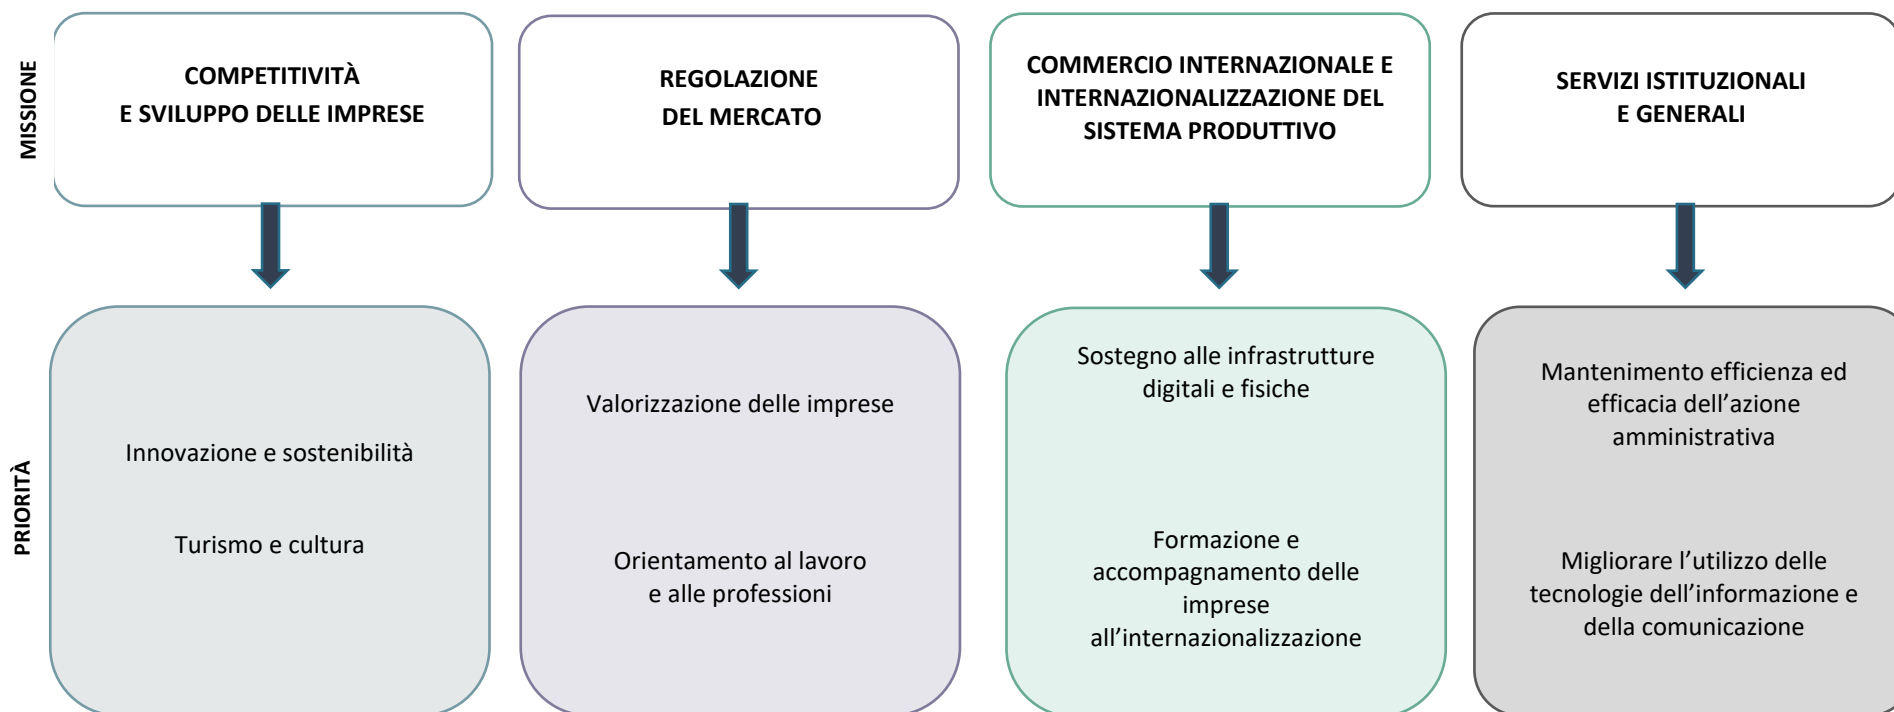 MISSIONE
COMPETITIVITÀ
E SVILUPPO DELLE IMPRESE
REGOLAZIONE
DEL MERCATO
COMMERCIO INTERNAZIONALE E
INTERNAZIONALIZZAZIONE DEL
SISTEMA PRODUTTIVO
SERVIZI ISTITUZIONALI
E GENERALI
PRIORITÀ
Innovazione e sostenibilità
Turismo e cultura
Valorizzazione delle imprese
Orientamento al lavoro
e alle professioni
Sostegno alle infrastrutture
digitali e fisiche
Formazione e
accompagnamento delle
imprese
all’internazionalizzazione
Mantenimento efficienza ed
efficacia dell’azione
amministrativa
Migliorare l’utilizzo delle
tecnologie dell’informazione e
della comunicazione